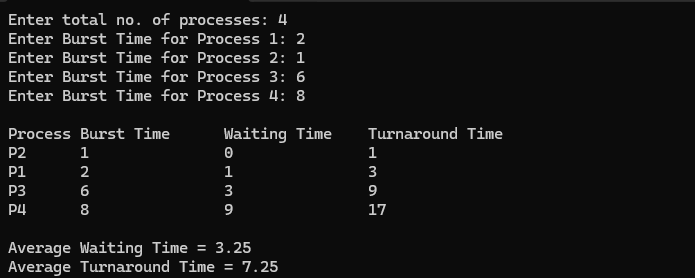 Enter total no. of processes: 4
Enter Burst Time for Process 1: 2
Enter Burst Time for Process 2: 1
Enter Burst Time for Process 3: 6
Enter Burst Time for Process 4: 8
Process Burst Time Waiting Time Turnaround Time
P2 1 0 1
P1 2 1 3
P3 6 3 9
P4 8 9 17
Average Waiting Time = 3.25
Average Turnaround Time = 7.25